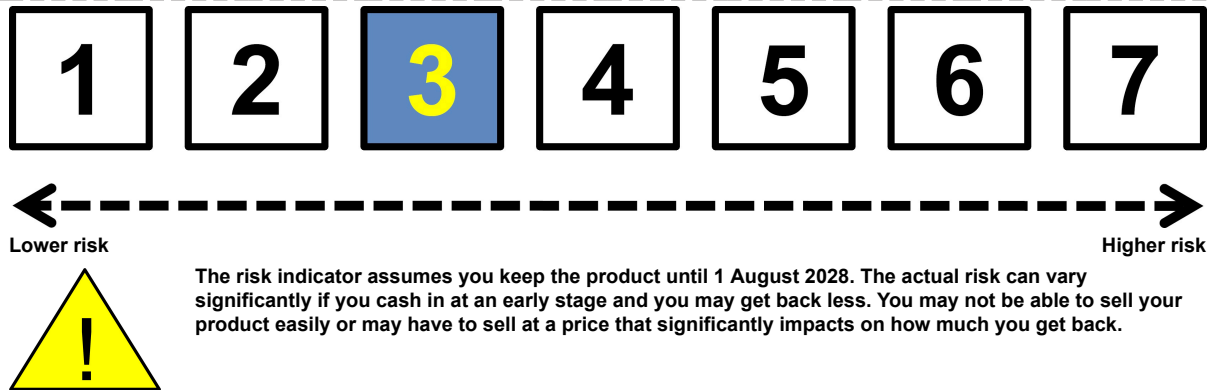 1 2 3 4 5 6 7
Lower risk Higher risk
The risk indicator assumes you keep the product until 1 August 2028. The actual risk can vary
significantly if you cash in at an early stage and you may get back less. You may not be able to sell your
product easily or may have to sell at a price that significantly impacts on how much you get back.
!